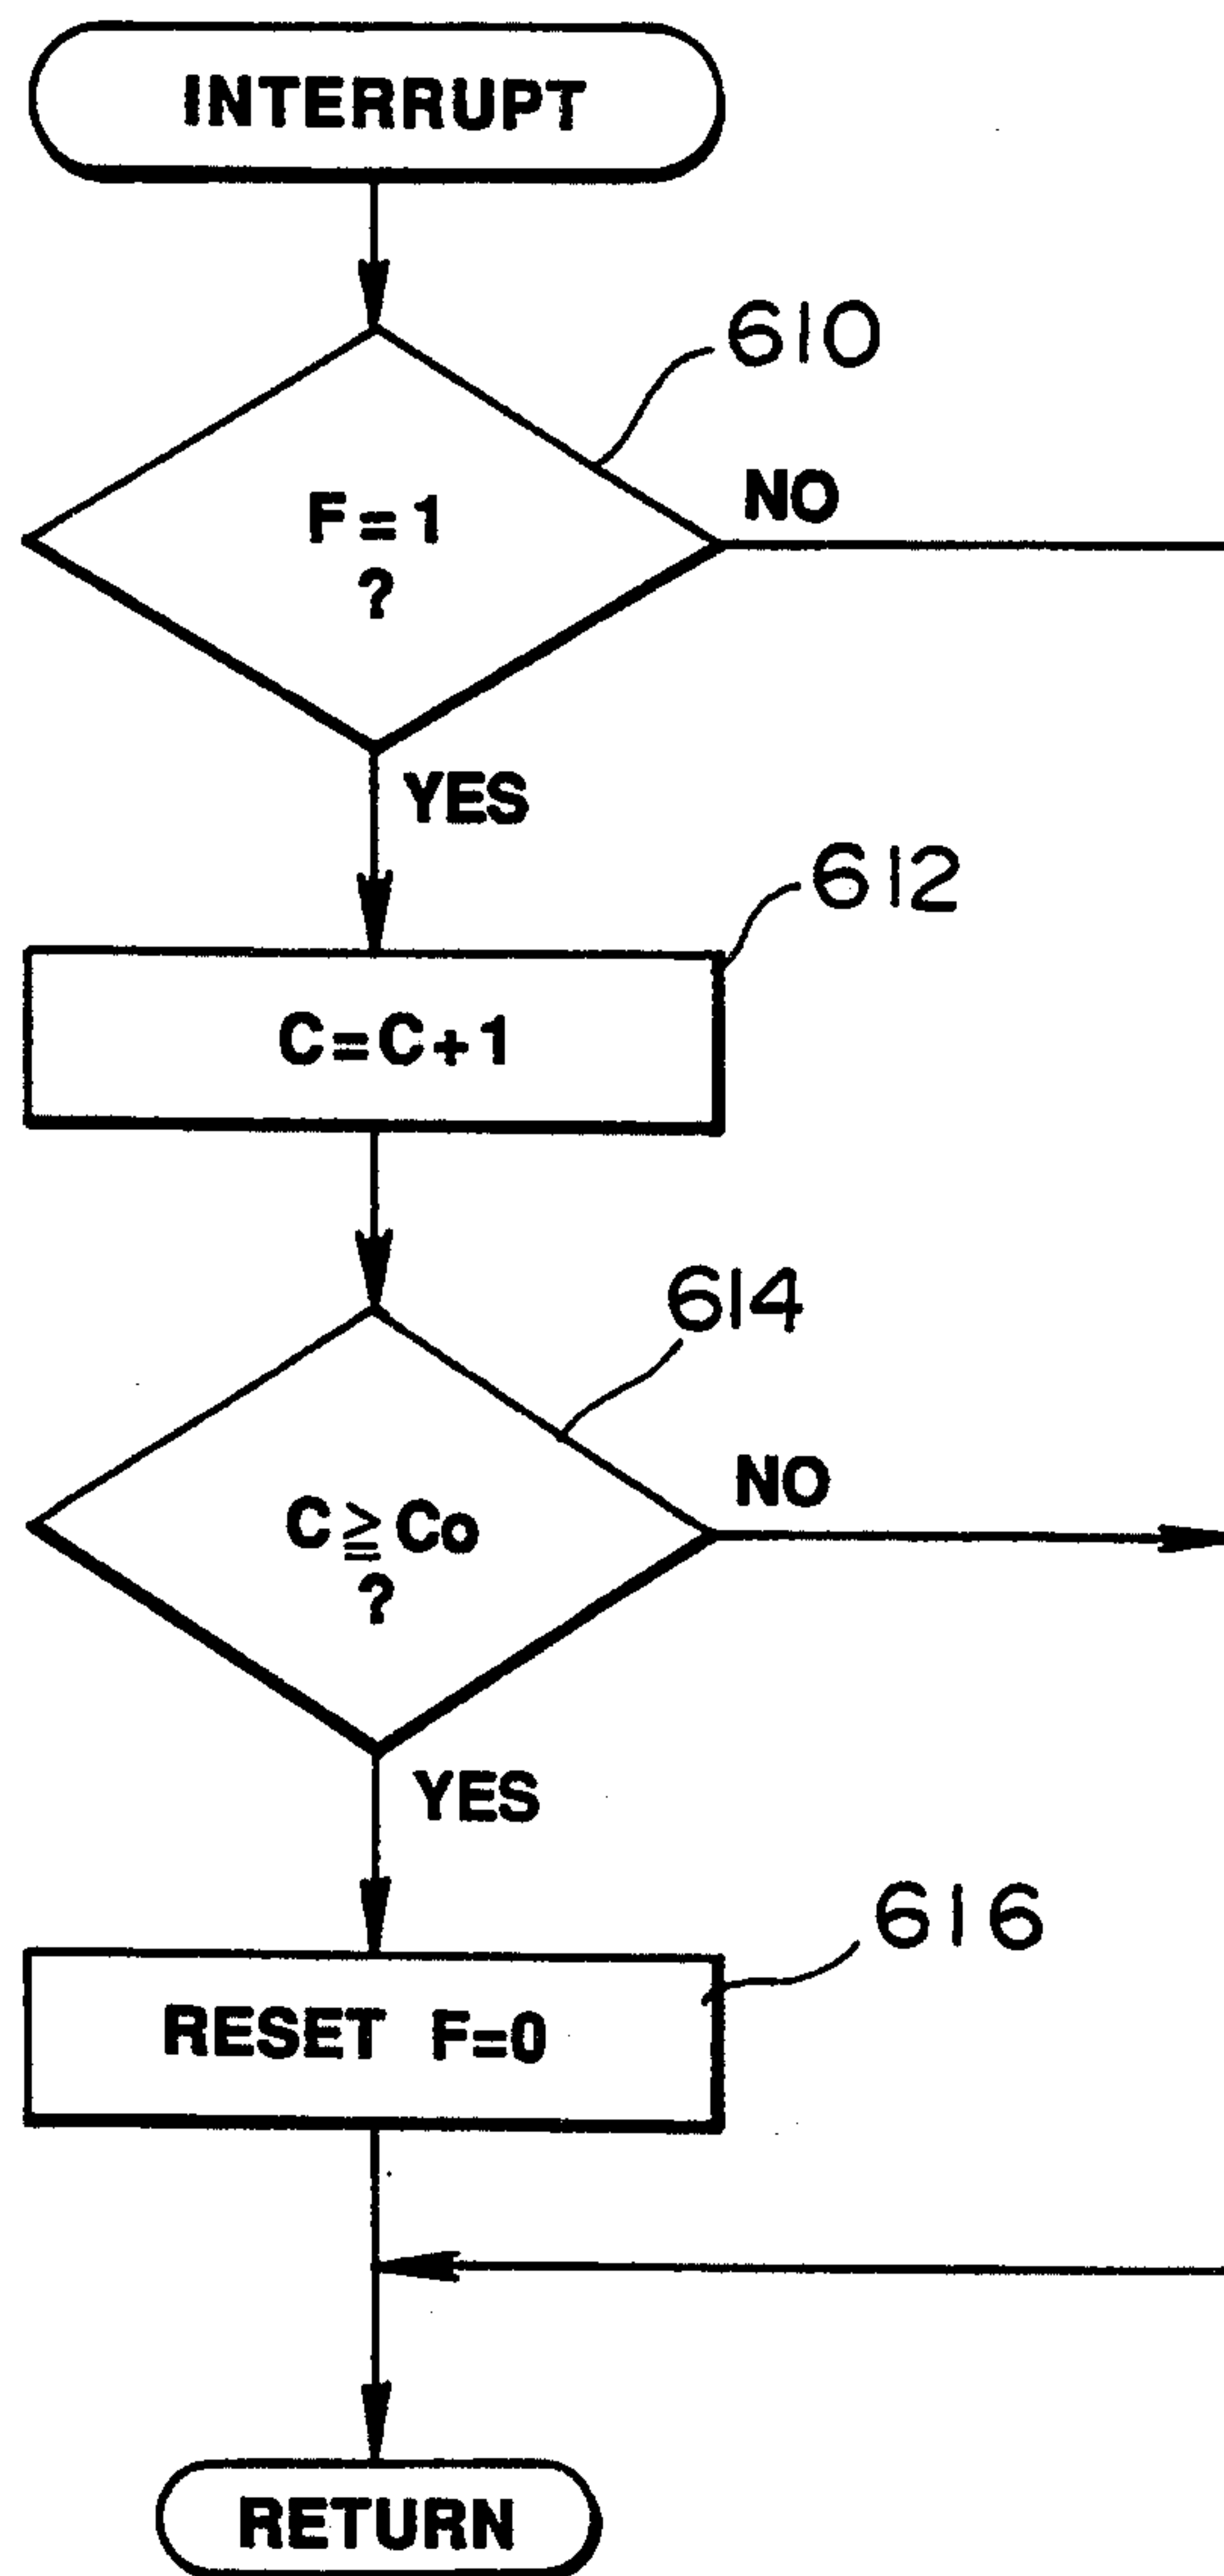 INTERRUPT
610
F=1
?
NO
YES
612
C=C+1
614
C≧Co
?
NO
YES
616
RESET F=0
RETURN